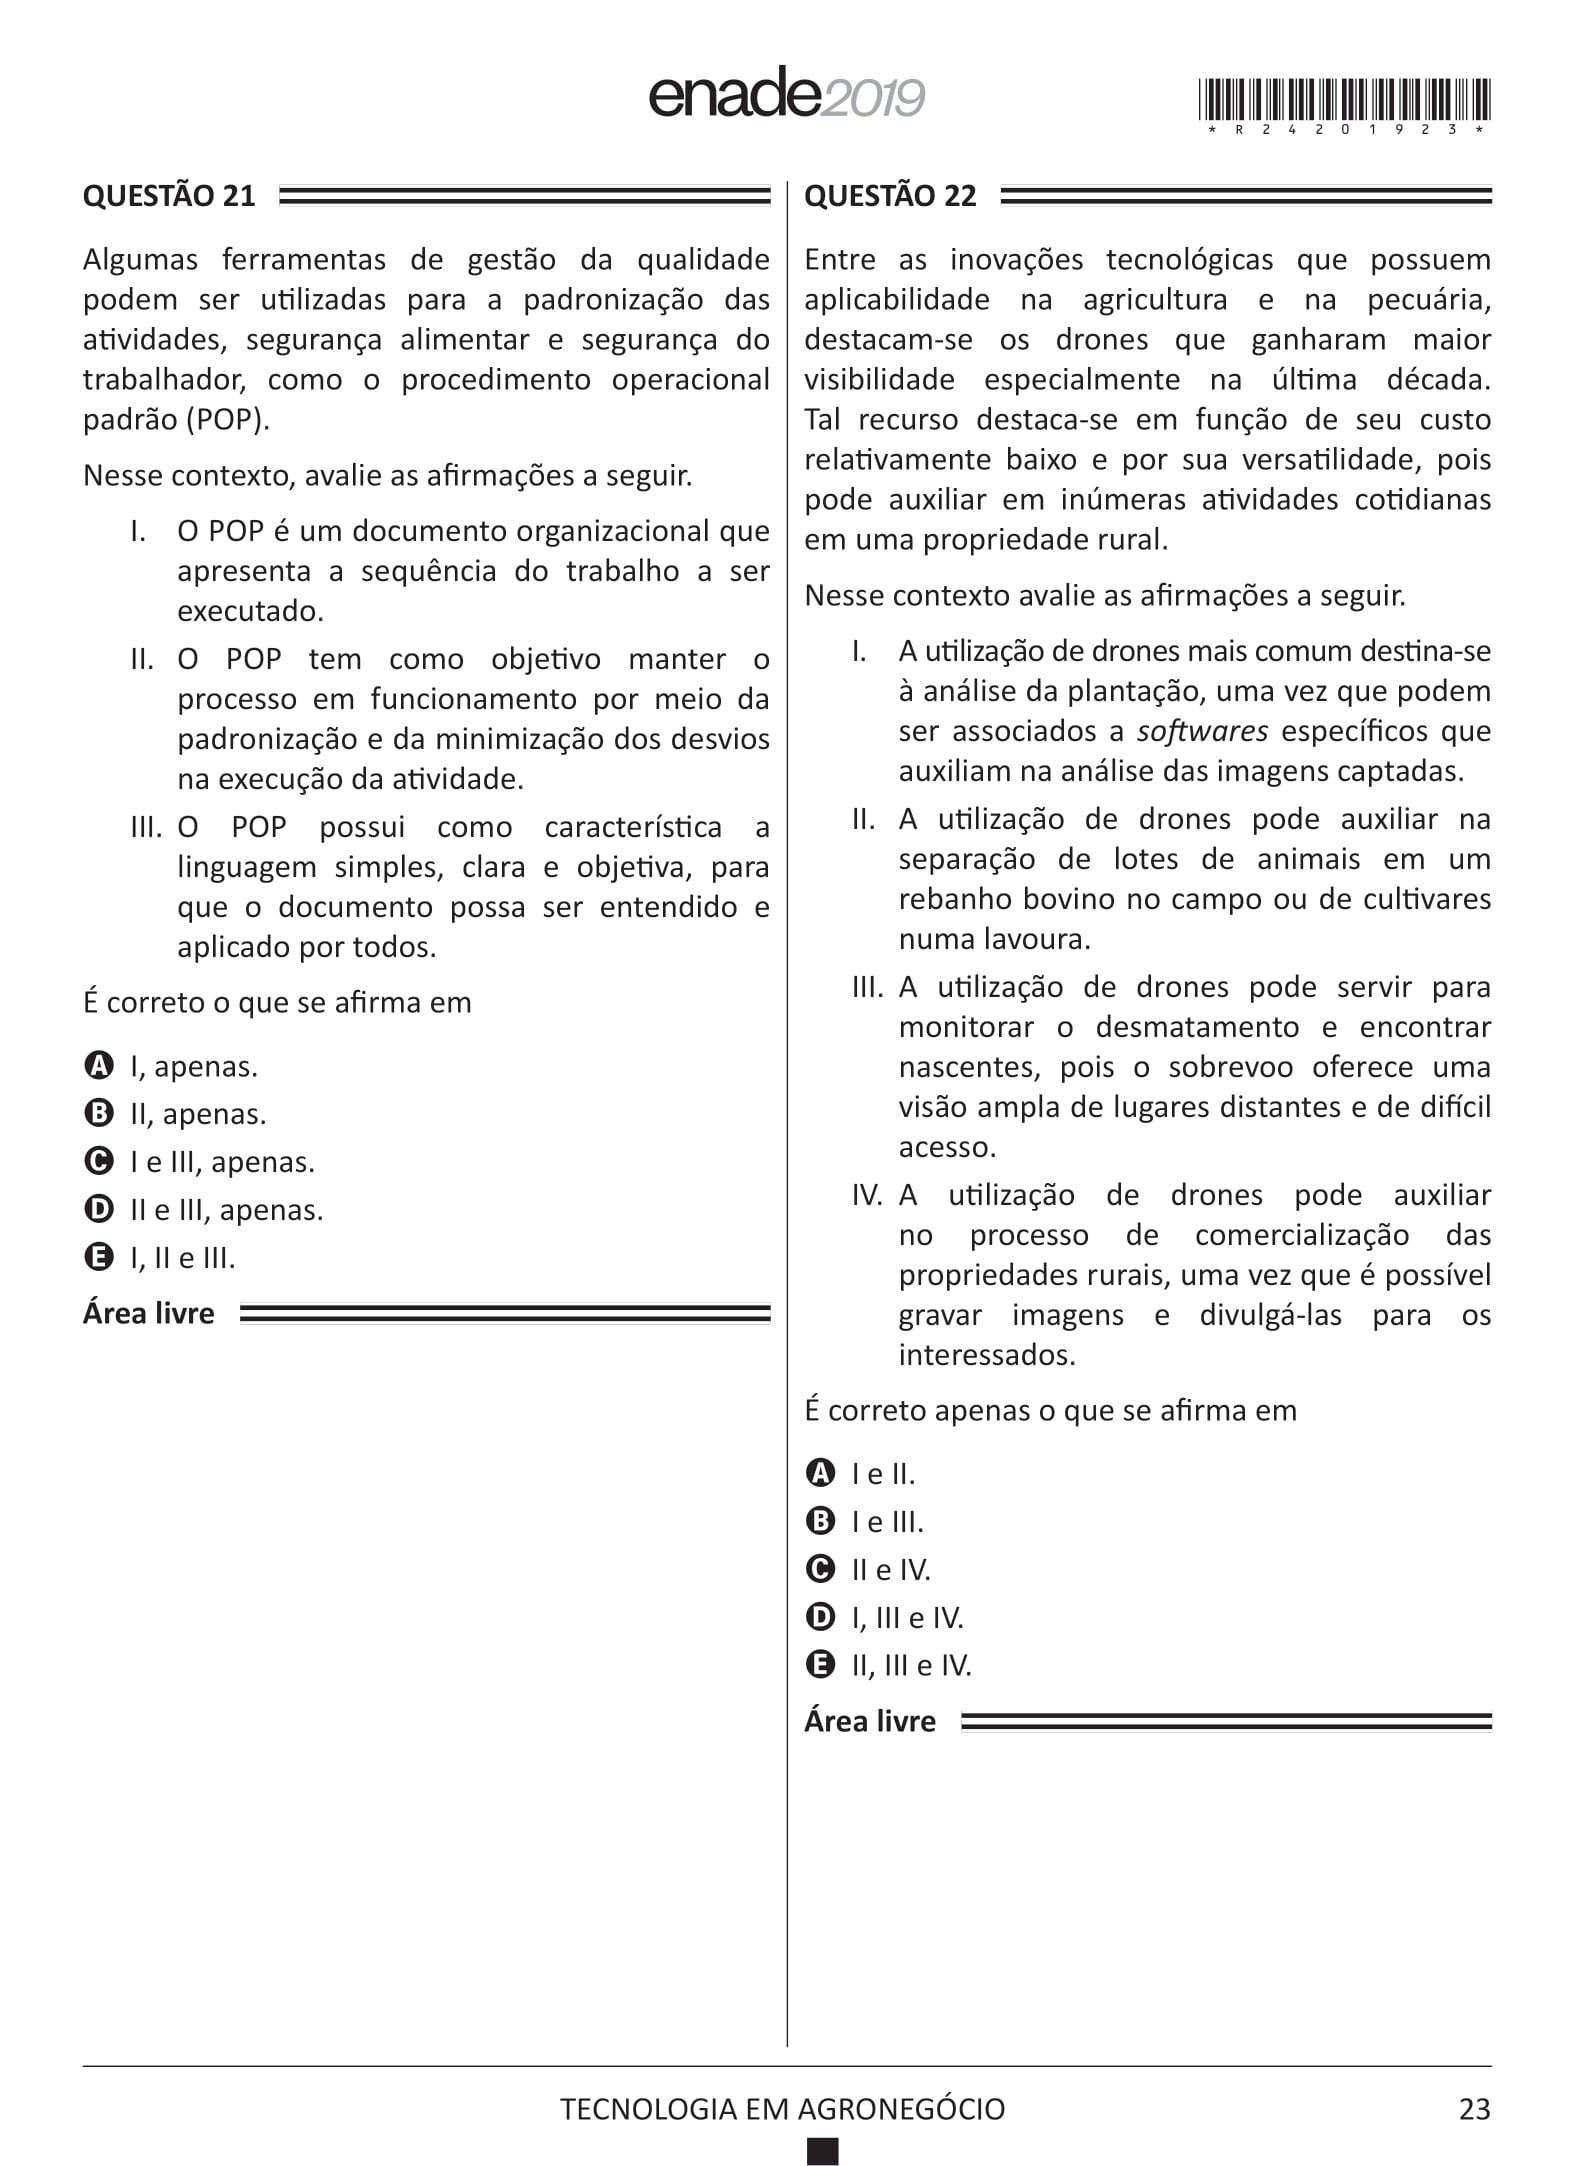 enade2019
* R 2 4 2 0 1 9 2 3 *
QUESTÃO 21
Algumas ferramentas de gestão da qualidade
podem ser utilizadas para a padronização das
atividades, segurança alimentar e segurança do
trabalhador, como o procedimento operacional
padrão (POP).
Nesse contexto, avalie as afirmações a seguir.
I. O POP é um documento organizacional que
apresenta a sequência do trabalho a ser
executado.
II. O POP tem como objetivo manter o
processo em funcionamento por meio da
padronização e da minimização dos desvios
na execução da atividade.
III. O POP possui como característica a
linguagem simples, clara e objetiva, para
que o documento possa ser entendido e
aplicado por todos.
É correto o que se afirma em
A I, apenas.
B II, apenas.
C I e III, apenas.
D II e III, apenas.
E I, II e III.
Área livre
QUESTÃO 22
Entre as inovações tecnológicas que possuem
aplicabilidade na agricultura e na pecuária,
destacam-se os drones que ganharam maior
visibilidade especialmente na última década.
Tal recurso destaca-se em função de seu custo
relativamente baixo e por sua versatilidade, pois
pode auxiliar em inúmeras atividades cotidianas
em uma propriedade rural.
Nesse contexto avalie as afirmações a seguir.
I. A utilização de drones mais comum destina-se
à análise da plantação, uma vez que podem
ser associados a softwares específicos que
auxiliam na análise das imagens captadas.
II. A utilização de drones pode auxiliar na
separação de lotes de animais em um
rebanho bovino no campo ou de cultivares
numa lavoura.
III. A utilização de drones pode servir para
monitorar o desmatamento e encontrar
nascentes, pois o sobrevoo oferece uma
visão ampla de lugares distantes e de difícil
acesso.
IV. A utilização de drones pode auxiliar
no processo de comercialização das
propriedades rurais, uma vez que é possível
gravar imagens e divulgá-las para os
interessados.
É correto apenas o que se afirma em
A I e II.
B I e III.
C II e IV.
D I, III e IV.
E II, III e IV.
Área livre
TECNOLOGIA EM AGRONEGÓCIO
23